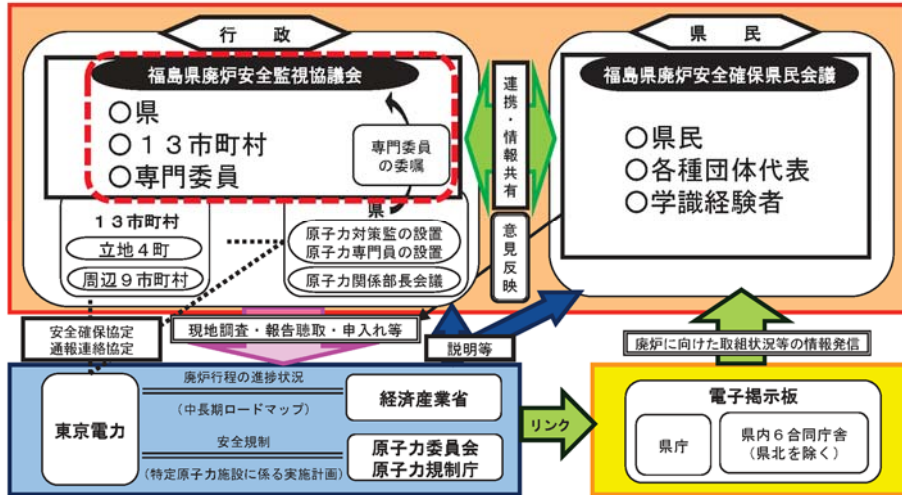 行 政
福島県廃炉安全監視協議会
○県
○13市町村
○専門委員
専門委員
の委嘱
13市町村
立地4町
周辺9市町村
県
原子力対策監の設置
原子力専門員の設置
原子力関係部長会議
連携・情報共有
意見反映
県 民
福島県廃炉安全確保県民会議
○県民
○各種団体代表
○学識経験者
安全確保協定
通報連絡協定
現地調査・報告聴取・申入れ等
説明等
廃炉に向けた取組状況等の情報発信
東京電力
廃炉行程の進捗状況
(中長期ロードマップ)
経済産業省
安全規制
(特定原子力施設に係る実施計画)
原子力委員会
原子力規制庁
リンク
電子掲示板
県庁
県内6合同庁舎
(県北を除く)